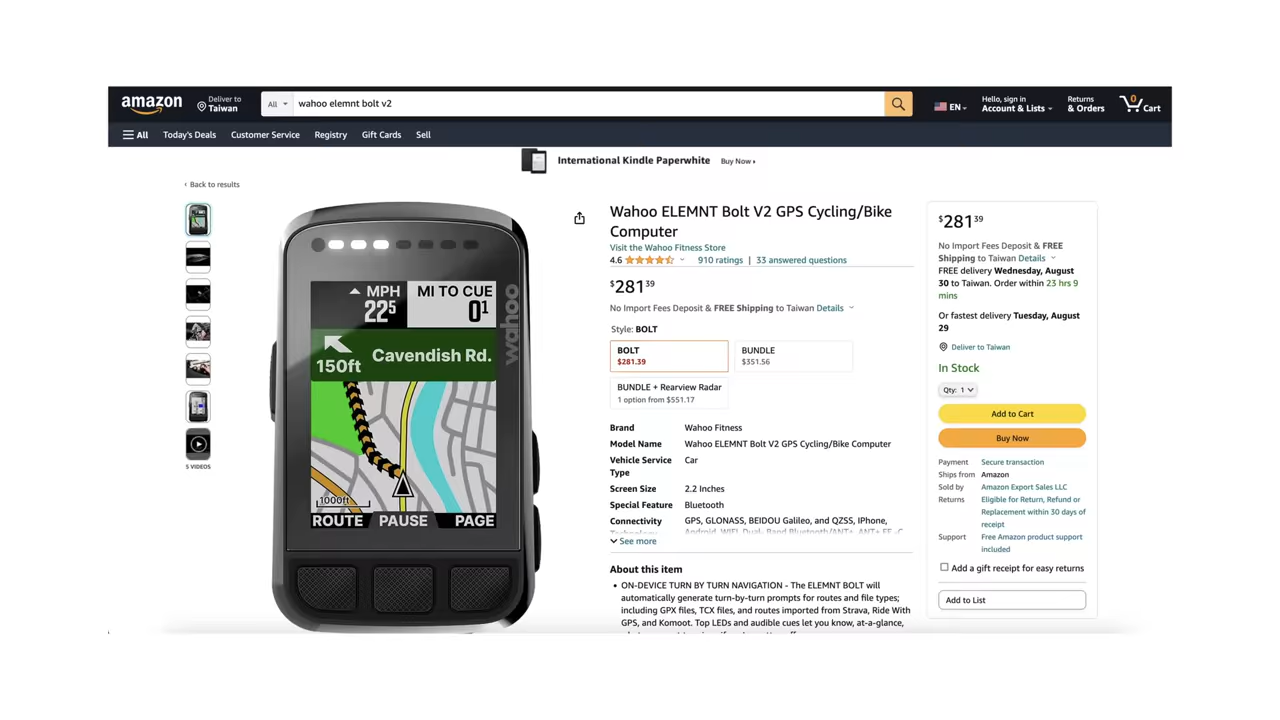 amazon
Deliver to
Taiwan
All
wahoo elemnt bolt v2
EN
Hello, sign in
Account & Lists
Returns
& Orders
0
Cart
All
Today's Deals
Customer Service
Registry
Gift Cards
Sell
International Kindle Paperwhite
Buy Now
‹ Back to results
5 VIDEOS
MPH
22⁵
MI TO CUE
0¹
wahoo
150ft
Cavendish Rd.
1000ft
ROUTE
PAUSE
PAGE
Wahoo ELEMNT Bolt V2 GPS Cycling/Bike
Computer
Visit the Wahoo Fitness Store
4.6
910 ratings | 33 answered questions
$281³⁹
No Import Fees Deposit & FREE Shipping to Taiwan Details
Style: BOLT
BOLT
$281.39
BUNDLE
$351.56
BUNDLE + Rearview Radar
1 option from $551.17
Brand Wahoo Fitness
Model Name Wahoo ELEMNT Bolt V2 GPS Cycling/Bike Computer
Vehicle Service Car
Type
Screen Size 2.2 Inches
Special Feature Bluetooth
Connectivity GPS, GLONASS, BEIDOU Galileo, and QZSS, IPhone,
See more
About this item
• ON-DEVICE TURN BY TURN NAVIGATION - The ELEMNT BOLT will
automatically generate turn-by-turn prompts for routes and file types;
including GPX files, TCX files, and routes imported from Strava, Ride With
GPS, and Komoot. Top LEDs and audible cues let you know, at-a-glance,
$281³⁹
No Import Fees Deposit & FREE
Shipping to Taiwan Details
FREE delivery Wednesday, August
30 to Taiwan. Order within 23 hrs 9
mins
Or fastest delivery Tuesday, August
29
Deliver to Taiwan
In Stock
Qty: 1
Add to Cart
Buy Now
Payment Secure transaction
Ships from Amazon
Sold by Amazon Export Sales LLC
Returns Eligible for Return, Refund or
Replacement within 30 days of
receipt
Support Free Amazon product support
included
Add a gift receipt for easy returns
Add to List